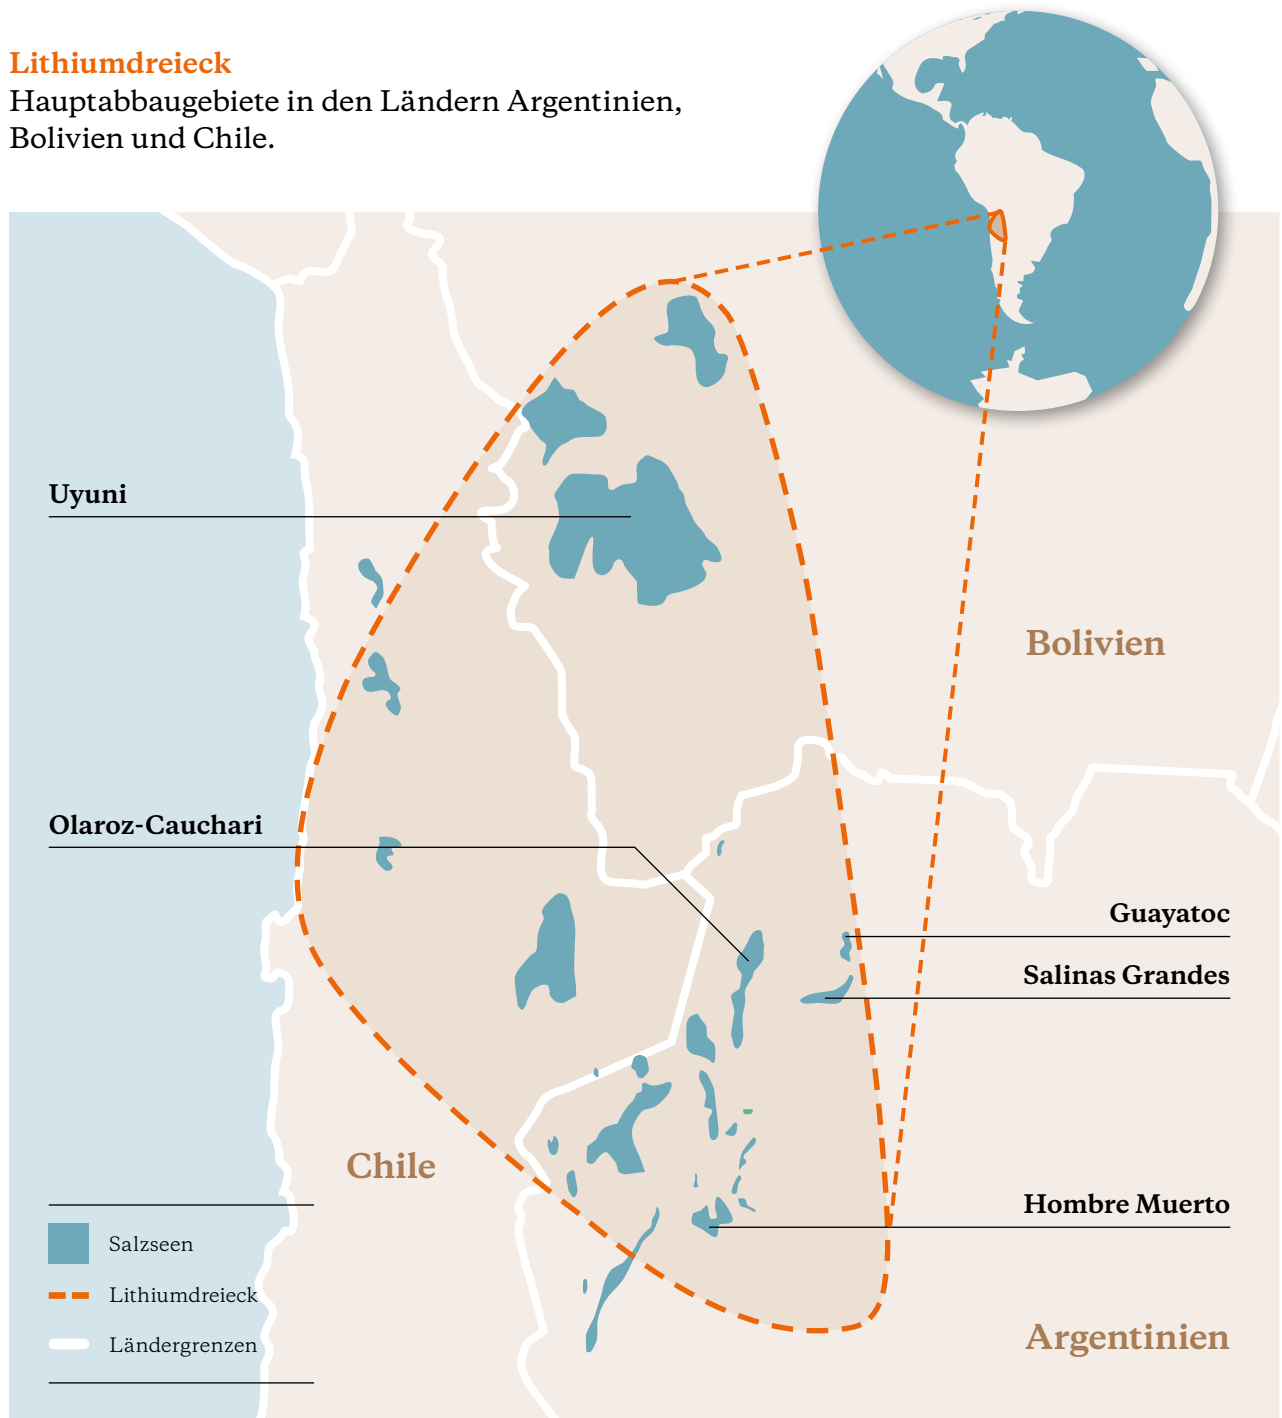 Lithiumdreieck
Hauptabbaugebiete in den Ländern Argentinien,
Bolivien und Chile.
Uyuni
Bolivien
Olaroz-Cauchari
Guayatoc
Salinas Grandes
Chile
Hombre Muerto
Salzseen
Lithiumdreieck
Ländergrenzen
Argentinien